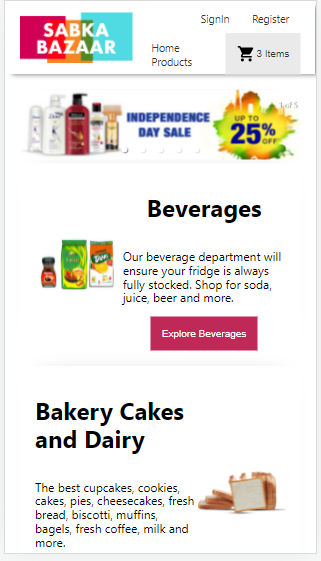 SABKA
BAZAAR
SignIn Register
Home
Products
3 Items
INDEPENDENCE
DAY SALE
UP TO
25%
OFF
Beverages
Our beverage department will
ensure your fridge is always
fully stocked. Shop for soda,
juice, beer and more.
Explore Beverages
Bakery Cakes
and Dairy
The best cupcakes, cookies,
cakes, pies, cheesecakes, fresh
bread, biscotti, muffins,
bagels, fresh coffee, milk and
more.